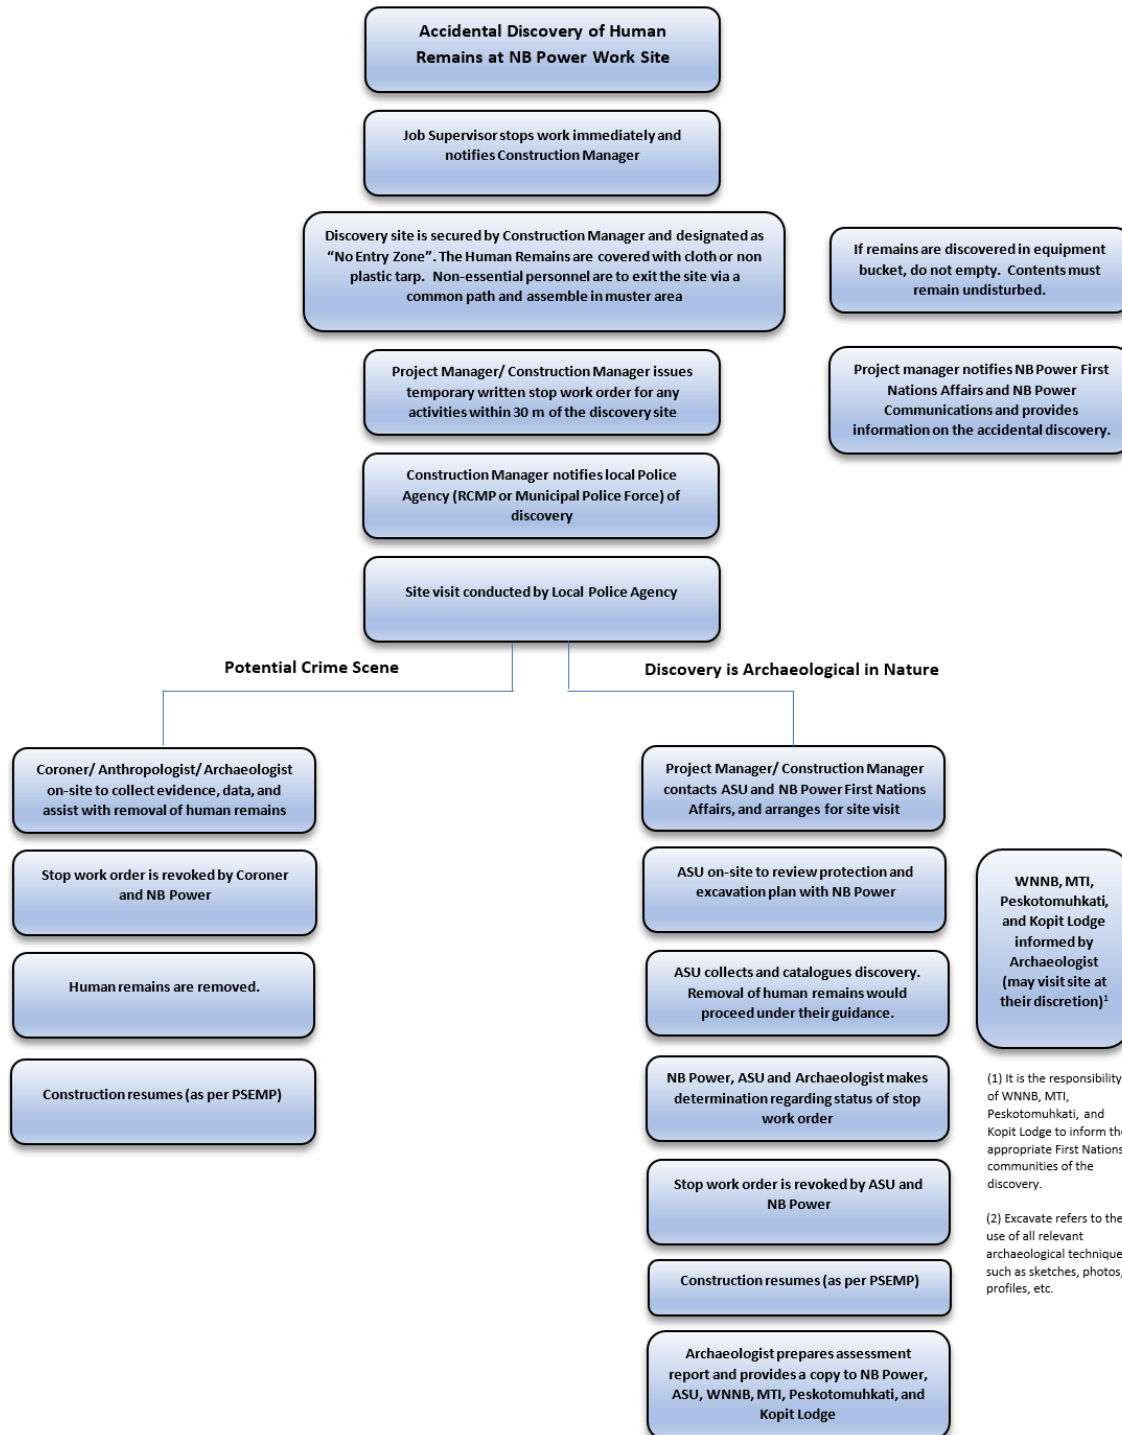 Accidental Discovery of Human
Remains at NB Power Work Site
Job Supervisor stops work immediately and
notifies Construction Manager
Discovery site is secured by Construction Manager and designated as
“No Entry Zone”. The Human Remains are covered with cloth or non
plastic tarp. Non-essential personnel are to exit the site via a
common path and assemble in muster area
If remains are discovered in equipment
bucket, do not empty. Contents must
remain undisturbed.
Project Manager/ Construction Manager issues
temporary written stop work order for any
activities within 30 m of the discovery site
Project manager notifies NB Power First
Nations Affairs and NB Power
Communications and provides
information on the accidental discovery.
Construction Manager notifies local Police
Agency (RCMP or Municipal Police Force) of
discovery
Site visit conducted by Local Police Agency
Potential Crime Scene
Discovery is Archaeological in Nature
Coroner/ Anthropologist/ Archaeologist
on-site to collect evidence, data, and
assist with removal of human remains
Stop work order is revoked by Coroner
and NB Power
Human remains are removed.
Construction resumes (as per PSEMP)
Project Manager/ Construction Manager
contacts ASU and NB Power First Nations
Affairs, and arranges for site visit
ASU on-site to review protection and
excavation plan with NB Power
ASU collects and catalogues discovery.
Removal of human remains would
proceed under their guidance.
NB Power, ASU and Archaeologist makes
determination regarding status of stop
work order
Stop work order is revoked by ASU and
NB Power
Construction resumes (as per PSEMP)
Archaeologist prepares assessment
report and provides a copy to NB Power,
ASU, WNNB, MTI, Peskotomuhkati, and
Kopit Lodge
WNNB, MTI,
Peskotomuhkati,
and Kopit Lodge
informed by
Archaeologist
(may visit site at
their discretion)¹
(1) It is the responsibility
of WNNB, MTI,
Peskotomuhkati, and
Kopit Lodge to inform the
appropriate First Nations
communities of the
discovery.
(2) Excavate refers to the
use of all relevant
archaeological technique
such as sketches, photos,
profiles, etc.